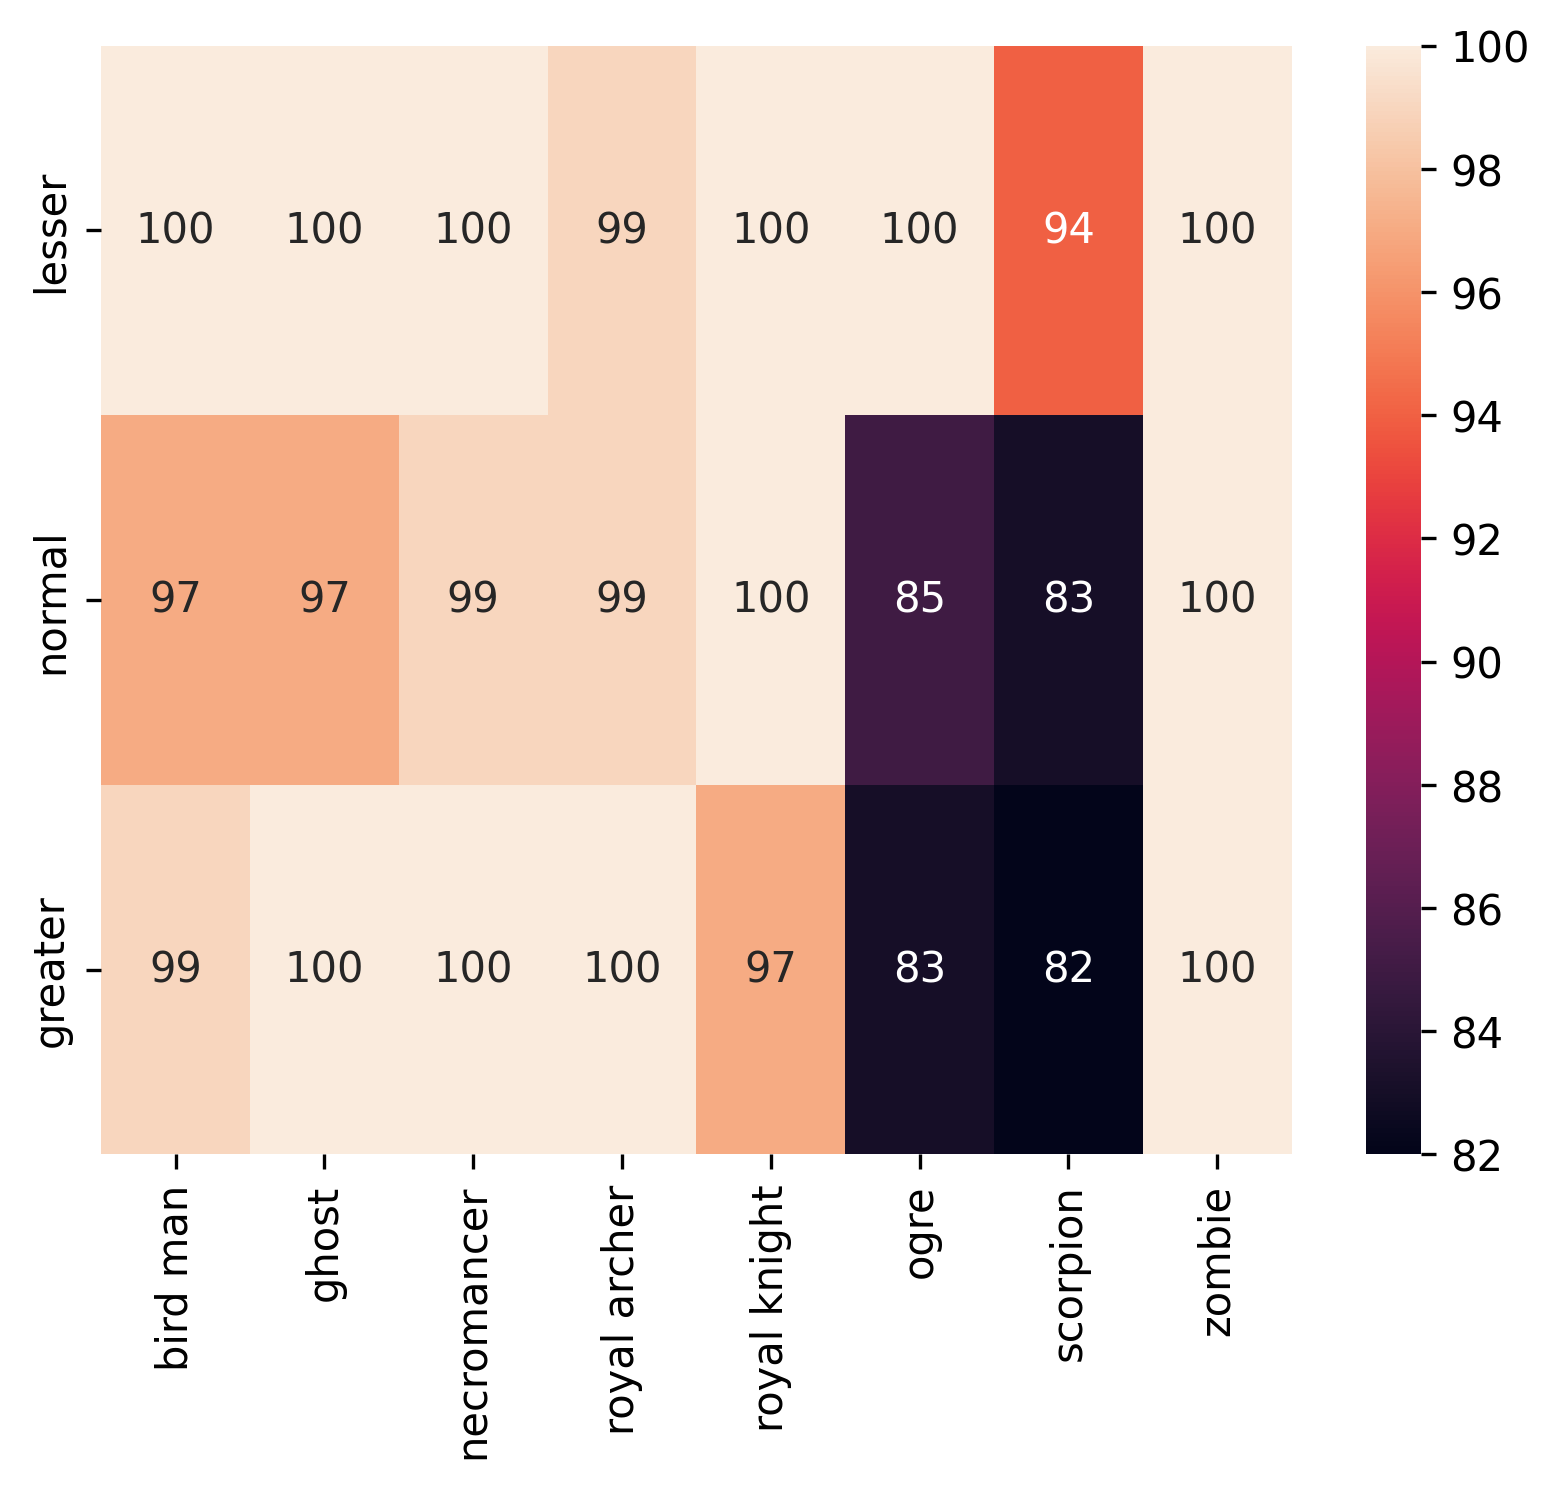 100
98
96
94
92
90
88
86
84
82
lesser
100 100 100 99 100 100 94 100
normal
97 97 99 99 100 85 83 100
greater
99 100 100 100 97 83 82 100
bird man
ghost
necromancer
royal archer
royal knight
ogre
scorpion
zombie